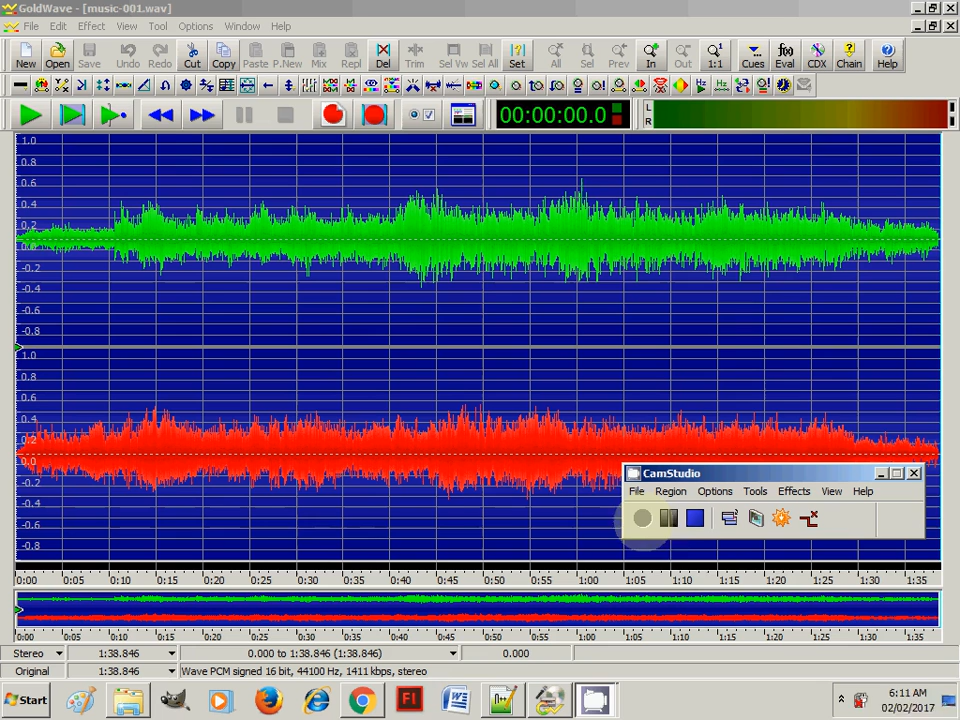 GoldWave - [music-001.wav]
File Edit Effect View Tool Options Window Help
New Open Save Undo Redo Cut Copy Paste P.New Mix Repl Del Trim Sel Vw Sel All Set All Sel Prev In Out 1:1 Cues Eval CDX Chain Help
00:00:00.0
L
R
1.0
0.8
0.6
0.4
0.2
0.0
-0.2
-0.4
-0.6
-0.8
1.0
0.8
0.6
0.4
0.2
0.0
-0.2
-0.4
-0.6
-0.8
CamStudio
File Region Options Tools Effects View Help
0:00 0:05 0:10 0:15 0:20 0:25 0:30 0:35 0:40 0:45 0:50 0:55 1:00 1:05 1:10 1:15 1:20 1:25 1:30 1:35
0:00 0:05 0:10 0:15 0:20 0:25 0:30 0:35 0:40 0:45 0:50 0:55 1:00 1:05 1:10 1:15 1:20 1:25 1:30 1:35
Stereo 1:38.846 0.000 to 1:38.846 (1:38.846) 0.000
Original 1:38.846 Wave PCM signed 16 bit, 44100 Hz, 1411 kbps, stereo
Start 6:11 AM
02/02/2017